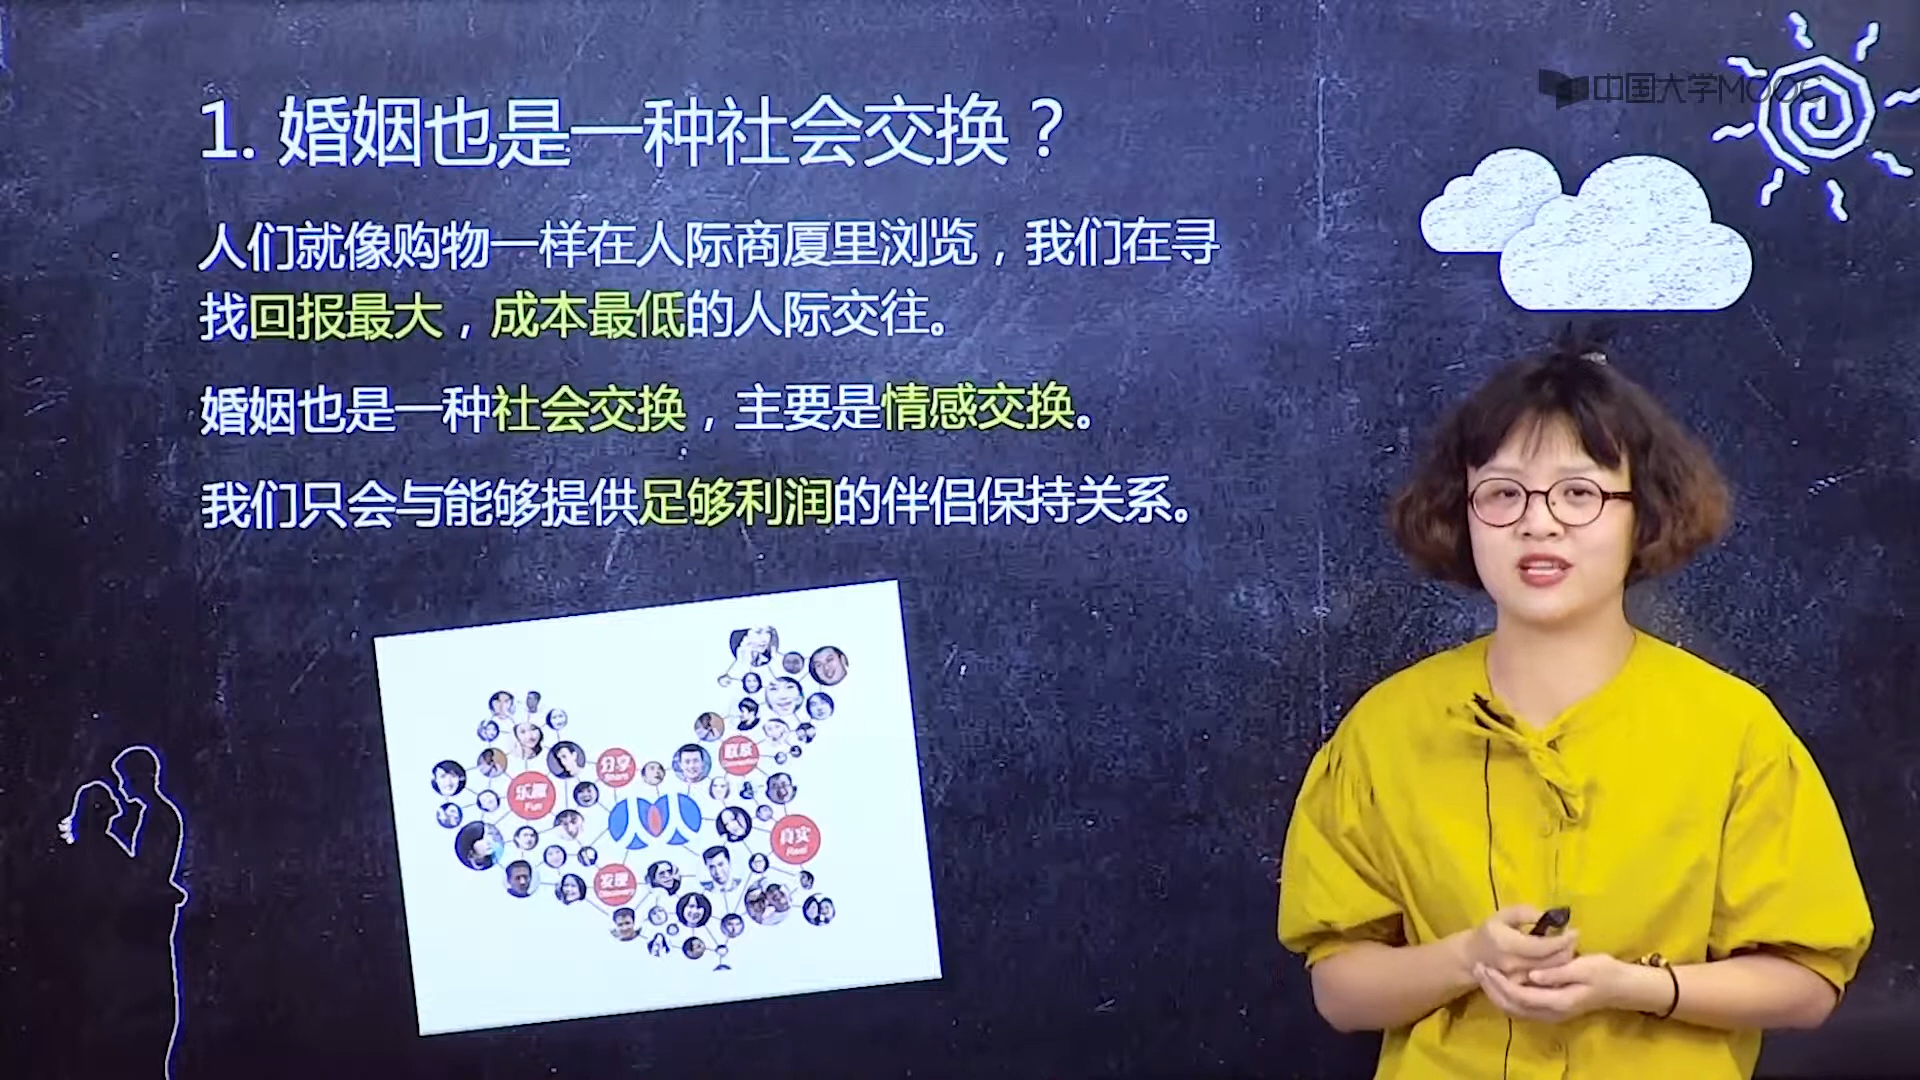 中国大学MOOC
1. 婚姻也是一种社会交换？
人们就像购物一样在人际商厦里浏览，我们在寻
找回报最大，成本最低的人际交往。
婚姻也是一种社会交换，主要是情感交换。
我们只会与能够提供足够利润的伴侣保持关系。
分享
Share
联系
乐趣
Fun
真实
Real
发现
Discovery